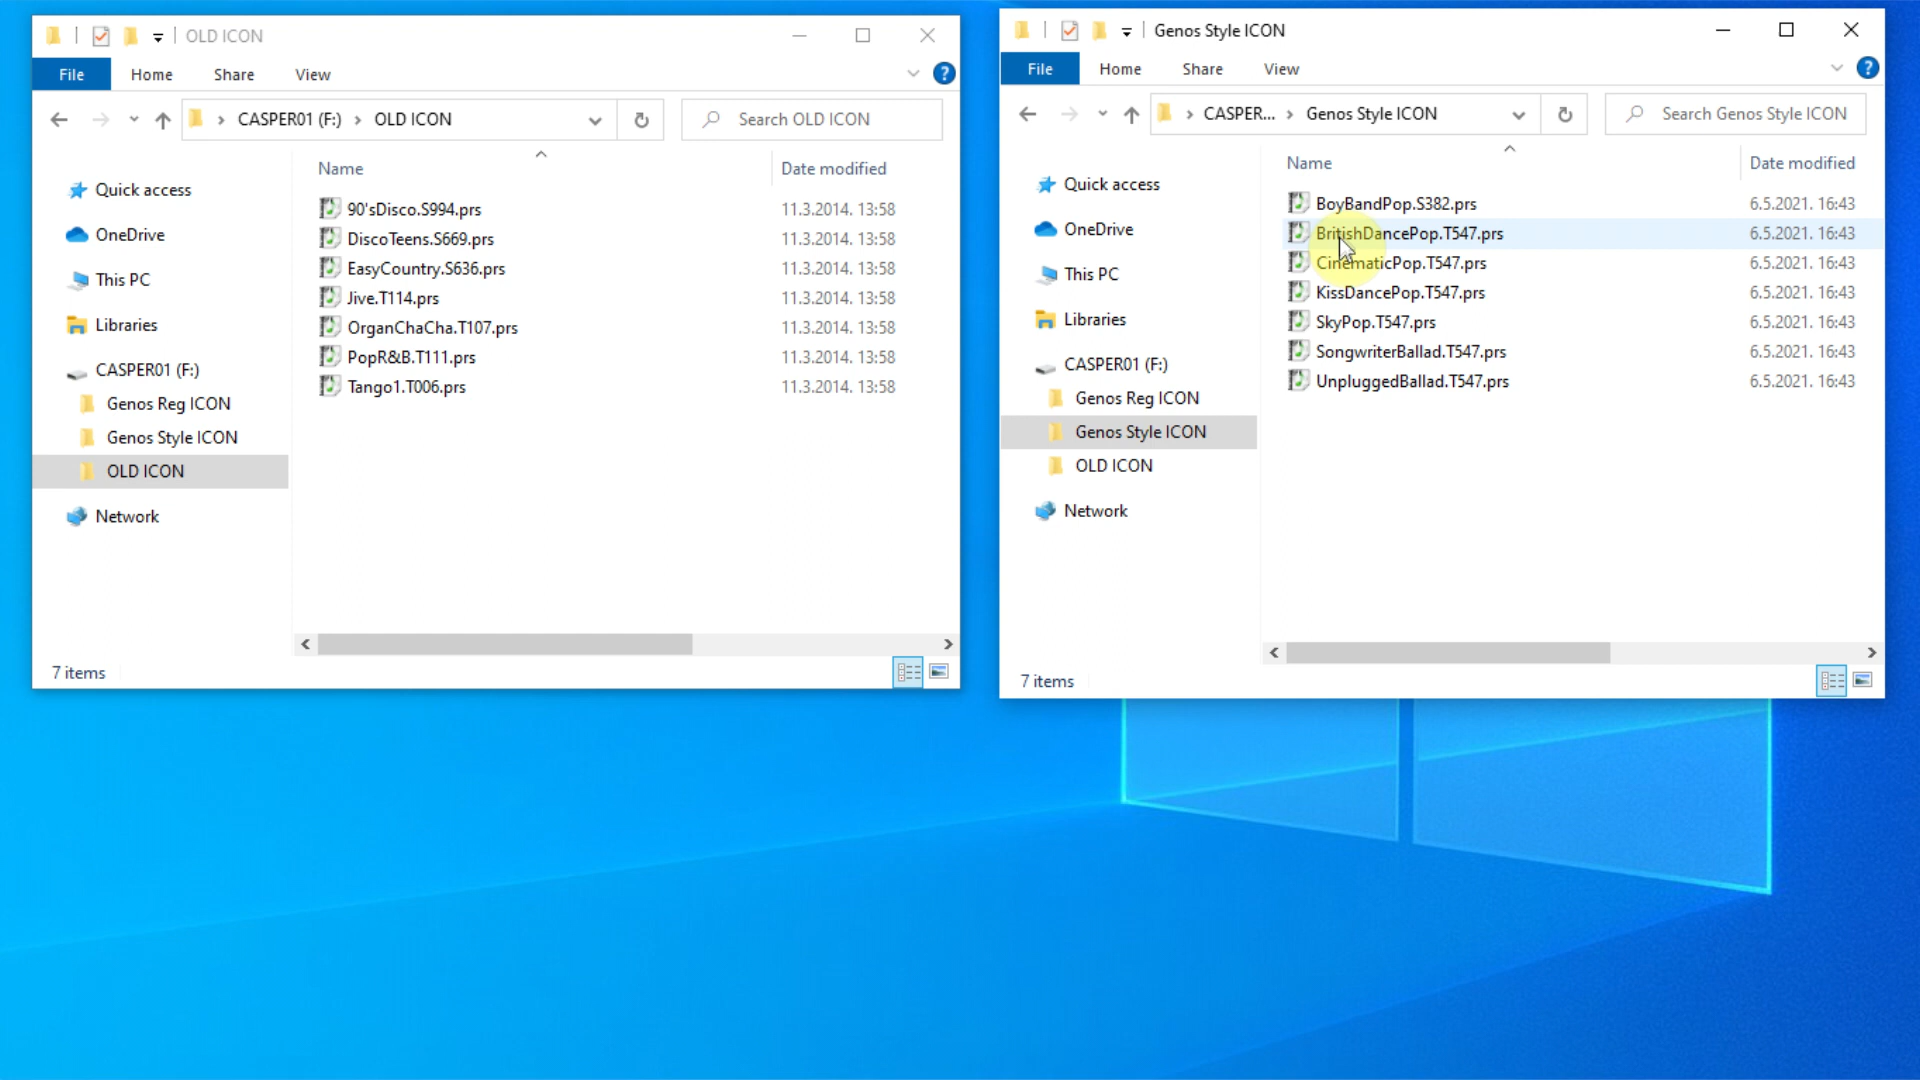 OLD ICON
File Home Share View
CASPER01 (F:) OLD ICON
Search OLD ICON
Name Date modified
Quick access
OneDrive
This PC
Libraries
CASPER01 (F:)
Genos Reg ICON
Genos Style ICON
OLD ICON
Network
90'sDisco.S994.prs 11.3.2014. 13:58
DiscoTeens.S669.prs 11.3.2014. 13:58
EasyCountry.S636.prs 11.3.2014. 13:58
Jive.T114.prs 11.3.2014. 13:58
OrganChaCha.T107.prs 11.3.2014. 13:58
PopR&B.T111.prs 11.3.2014. 13:58
Tango1.T006.prs 11.3.2014. 13:58
7 items
Genos Style ICON
File Home Share View
CASPER... Genos Style ICON
Search Genos Style ICON
Name Date modified
Quick access
OneDrive
This PC
Libraries
CASPER01 (F:)
Genos Reg ICON
Genos Style ICON
OLD ICON
Network
BoyBandPop.S382.prs 6.5.2021. 16:43
BritishDancePop.T547.prs 6.5.2021. 16:43
CinematicPop.T547.prs 6.5.2021. 16:43
KissDancePop.T547.prs 6.5.2021. 16:43
SkyPop.T547.prs 6.5.2021. 16:43
SongwriterBallad.T547.prs 6.5.2021. 16:43
UnpluggedBallad.T547.prs 6.5.2021. 16:43
7 items